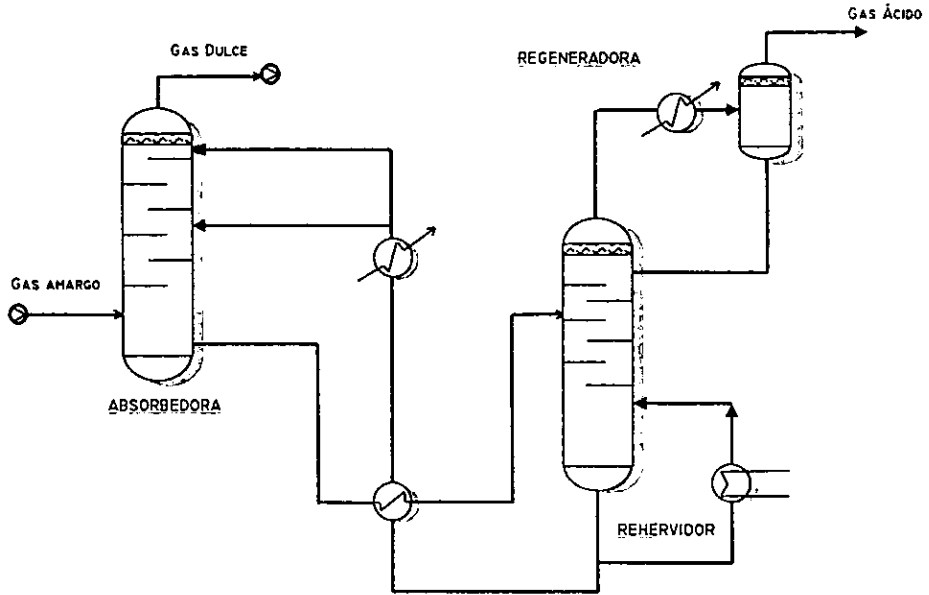 GAS ÁCIDO
GAS DULCE
REGENERADORA
GAS AMARGO
ABSORBEDORA
REHERVIDOR